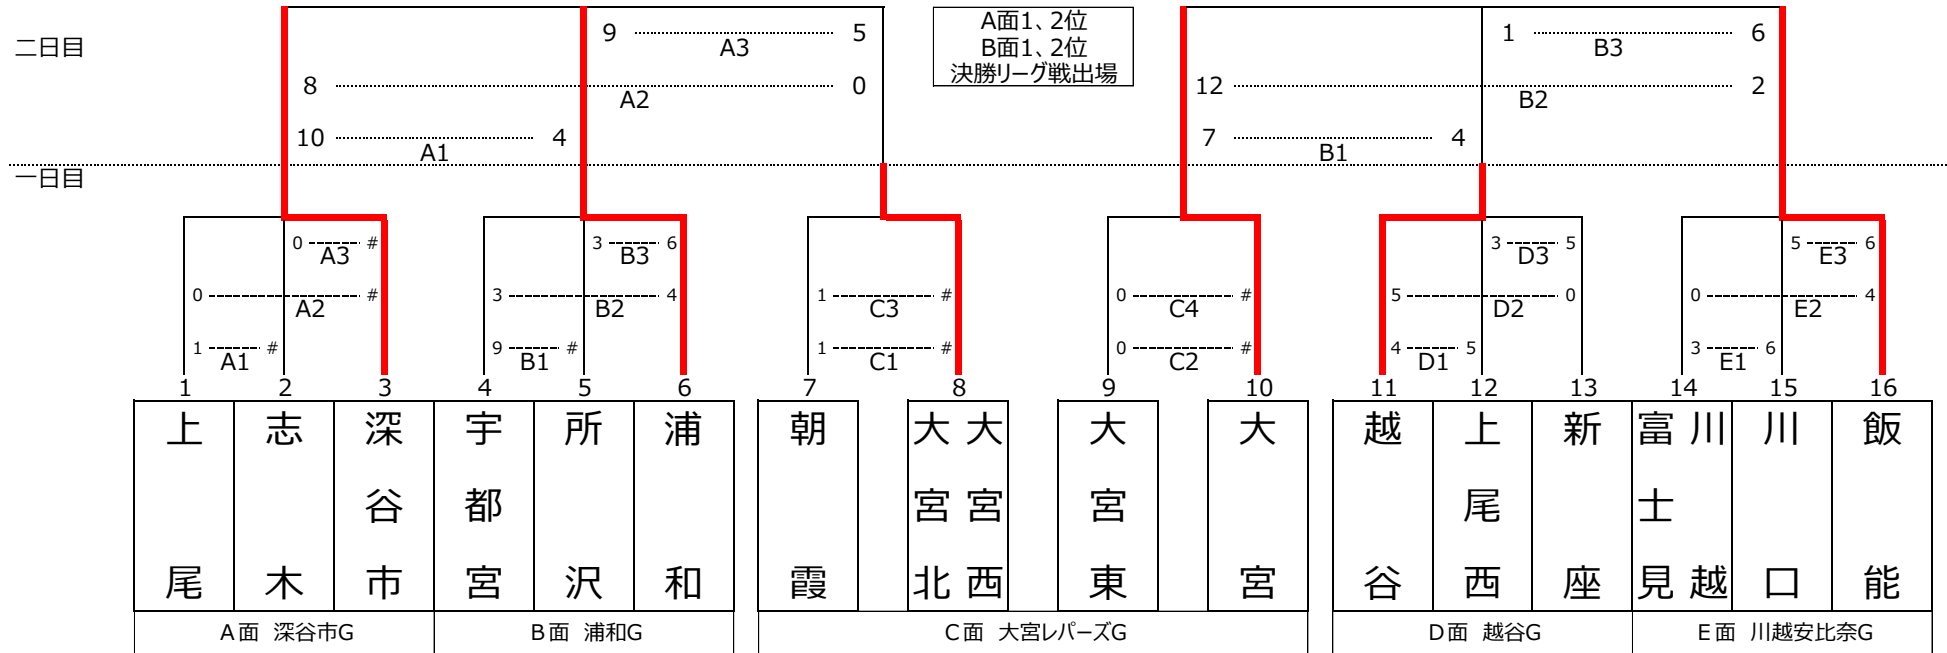 A面1、2位
B面1、2位
決勝リーグ戦出場
二日目
9 A3 5
1 B3 6
8 A2 0
12 B2 2
10 A1 4
7 B1 4
一日目
0 A3 #
3 B3 6
3 D3 5
5 E3 6
0 A2 #
3 B2 4
1 C3 #
0 C4 #
5 D2 0
0 E2 4
1 A1 #
9 B1 #
1 C1 #
0 C2 #
4 D1 5
3 E1 6
1 2 3 4 5 6 7 8 9 10 11 12 13 14 15 16
上尾
志木
深谷市
宇都宮
所沢
浦和
朝霞
大宮北
大宮西
大宮東
大宮
越谷
上尾西
新座
富士見
川越
川口
飯能
A面 深谷市G
B面 浦和G
C面 大宮レパーズG
D面 越谷G
E面 川越安比奈G